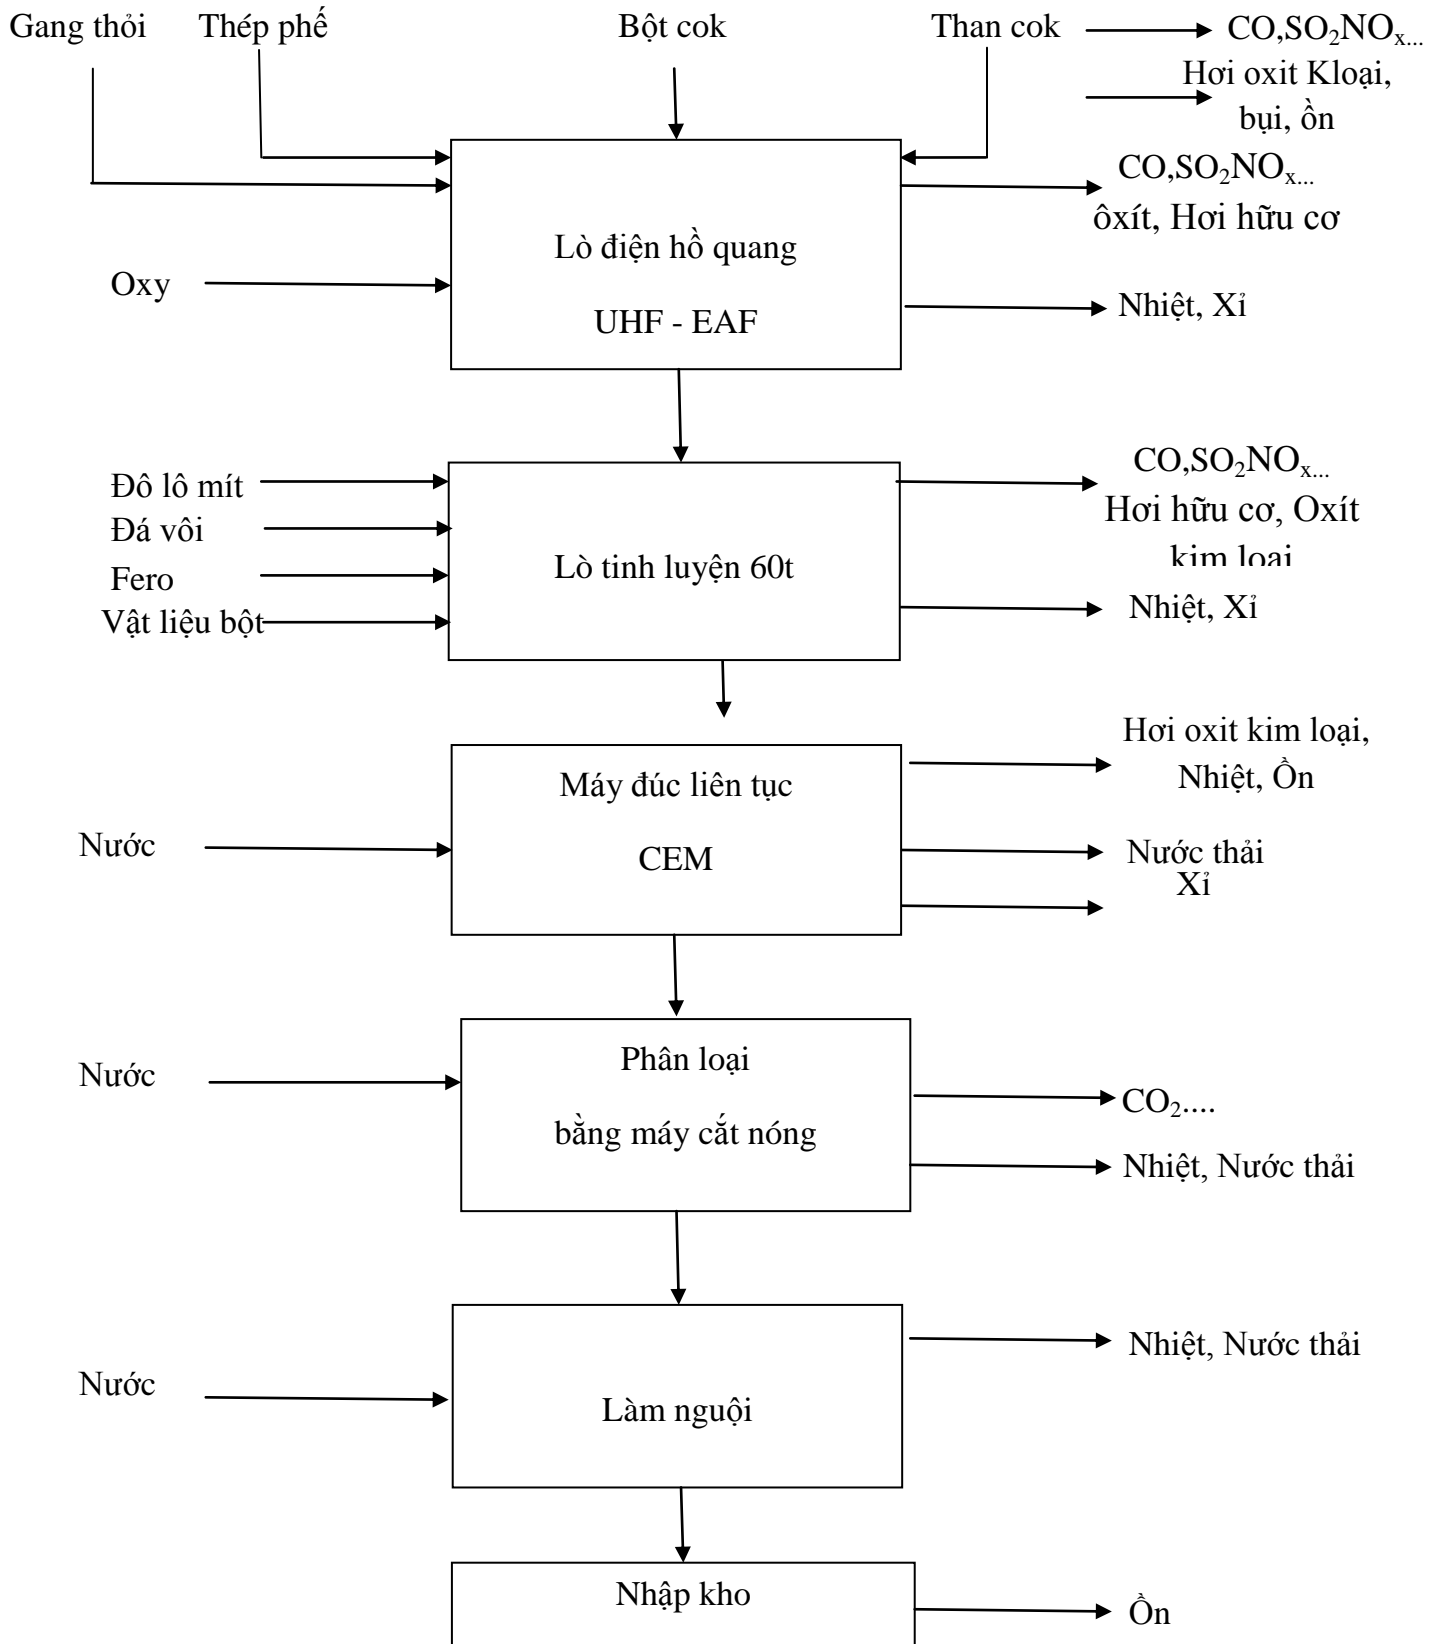 Gang thỏi Thép phế Bột cok Than cok CO,SO₂NOₓ...
Hơi oxit Kloại,
bụi, ồn
CO,SO₂NOₓ...
ôxít, Hơi hữu cơ
Lò điện hồ quang
Oxy
UHF - EAF
Nhiệt, Xỉ
CO,SO₂NOₓ...
Đô lô mít
Hơi hữu cơ, Oxít
Đá vôi
kim loại
Lò tinh luyện 60t
Fero
Nhiệt, Xỉ
Vật liệu bột
Hơi oxit kim loại,
Máy đúc liên tục
Nhiệt, Ồn
Nước
CEM
Nước thải
Xỉ
Phân loại
Nước
CO₂....
bằng máy cắt nóng
Nhiệt, Nước thải
Nhiệt, Nước thải
Nước
Làm nguội
Nhập kho
Ồn